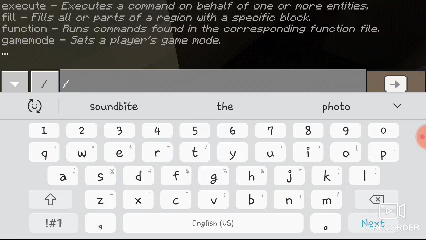 execute - Executes a command on behalf of one or more entities.
fill - Fills all or parts of a region with a specific block.
function - Runs commands found in the corresponding function file.
gamemode - Sets a player's game mode.
...
/ /
soundbite the photo
1 2 3 4 5 6 7 8 9 0
q w e r t y u i o p
a s d f g h j k l
z x c v b n m
!#1 , English (US) . Next